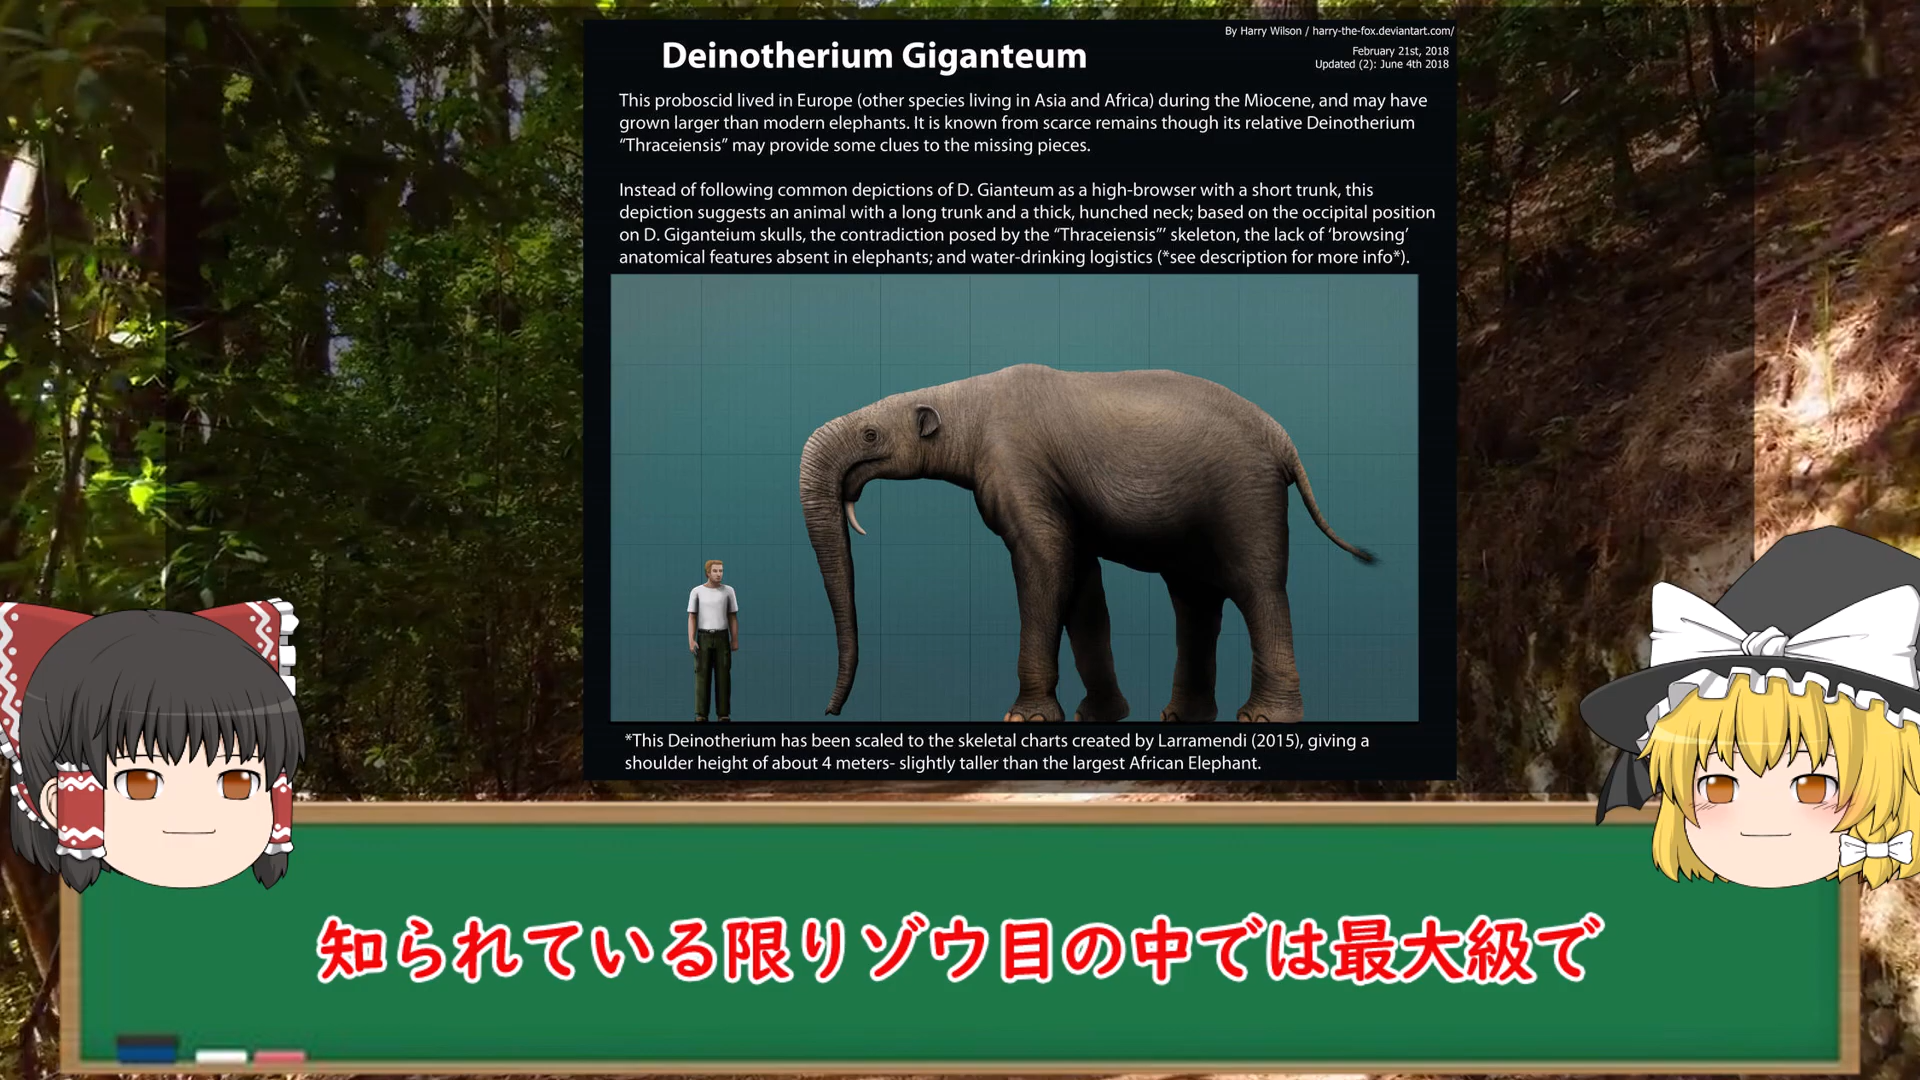 By Harry Wilson / harry-the-fox.deviantart.com/
Deinotherium Giganteum
February 21st, 2018
Updated (2): June 4th 2018
This proboscid lived in Europe (other species living in Asia and Africa) during the Miocene, and may have
grown larger than modern elephants. It is known from scarce remains though its relative Deinotherium
“Thraceiensis” may provide some clues to the missing pieces.
Instead of following common depictions of D. Gianteum as a high-browser with a short trunk, this
depiction suggests an animal with a long trunk and a thick, hunched neck; based on the occipital position
on D. Giganteium skulls, the contradiction posed by the “Thraceiensis”’ skeleton, the lack of ‘browsing’
anatomical features absent in elephants; and water-drinking logistics (*see description for more info*).
*This Deinotherium has been scaled to the skeletal charts created by Larramendi (2015), giving a
shoulder height of about 4 meters- slightly taller than the largest African Elephant.
知られている限りゾウ目の中では最大級で